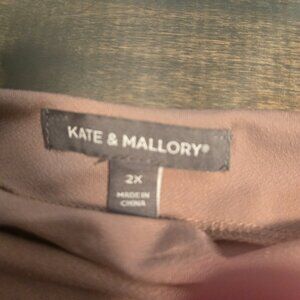 KATE & MALLORY®
2X
MADE IN
CHINA